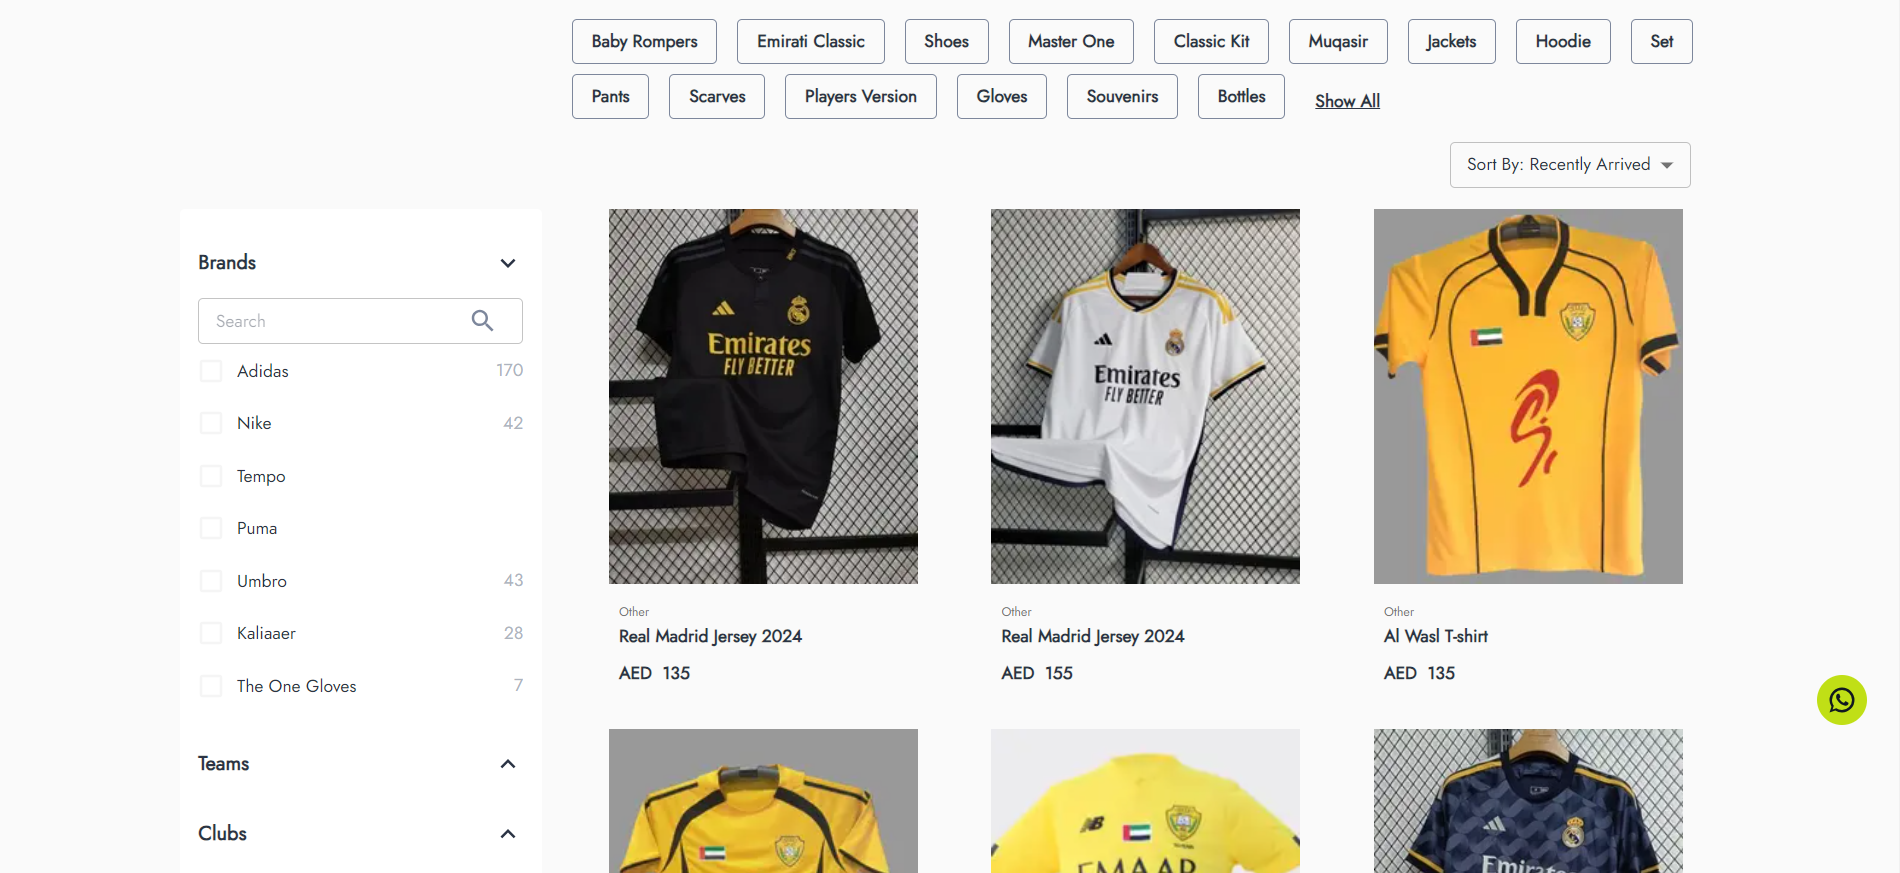 Baby Rompers Emirati Classic Shoes Master One Classic Kit Muqasir Jackets Hoodie Set
Pants Scarves Players Version Gloves Souvenirs Bottles Show All
Sort By: Recently Arrived
Brands
Search
Adidas 170
Nike 42
Tempo
Puma
Umbro 43
Kaliaaer 28
The One Gloves 7
Teams
Clubs
Emirates
FLY BETTER
Other
Real Madrid Jersey 2024
AED 135
Emirates
FLY BETTER
Other
Real Madrid Jersey 2024
AED 155
Other
Al Wasl T-shirt
AED 135
EMAAR
Emirates